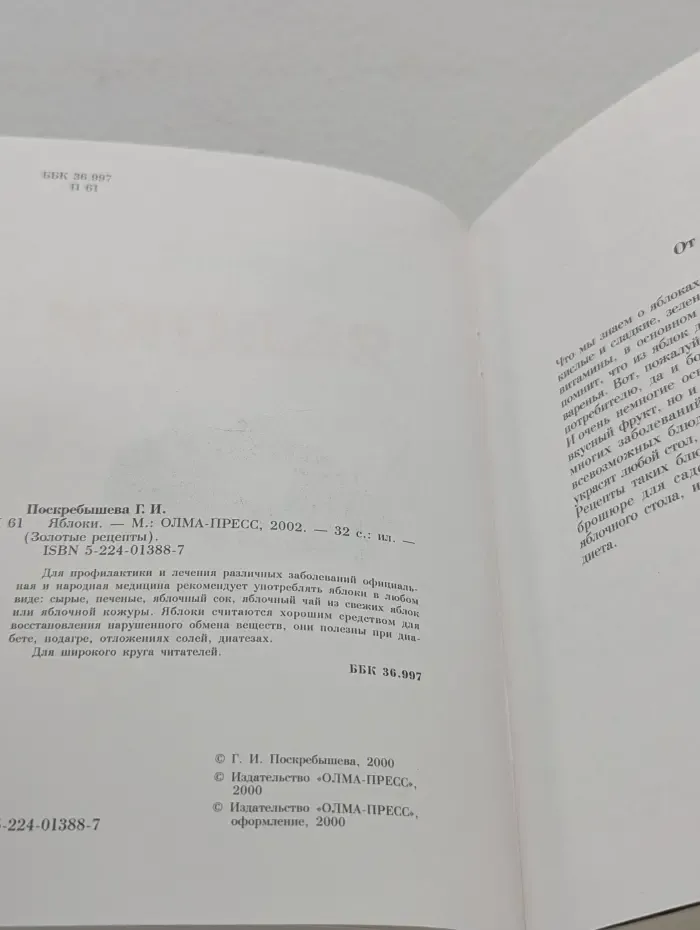 ББК 36.997
П 61
Поскребышева Г. И.
61 Яблоки. — М.: ОЛМА-ПРЕСС, 2002. — 32 с.: ил. —
(Золотые рецепты).
ISBN 5-224-01388-7
Для профилактики и лечения различных заболеваний официаль-
ная и народная медицина рекомендует употреблять яблоки в любом
виде: сырые, печеные, яблочный сок, яблочный чай из свежих яблок
или яблочной кожуры. Яблоки считаются хорошим средством для
восстановления нарушенного обмена веществ, они полезны при диа-
бете, подагре, отложениях солей, диатезах.
Для широкого круга читателей.
ББК 36.997
© Г. И. Поскребышева, 2000
© Издательство «ОЛМА-ПРЕСС»,
2000
© Издательство «ОЛМА-ПРЕСС»,
оформление, 2000
5-224-01388-7
От
Что мы знаем о яблоках
кислые и сладкие, зелен
витамины, в основном
помнит, что из яблок д
варенья. Вот, пожалуй
потребителю, да и бо
И очень немногие осв
вкусный фрукт, но и
многих заболеваний
всевозможных блюд
украсят любой стол,
Рецепты таких блю
брошюре для садо
яблочного стола, и
диета.